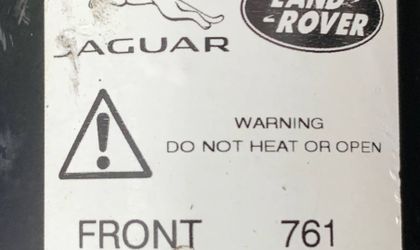 LAND
JAGUAR -ROVER
WARNING
DO NOT HEAT OR OPEN
FRONT 761